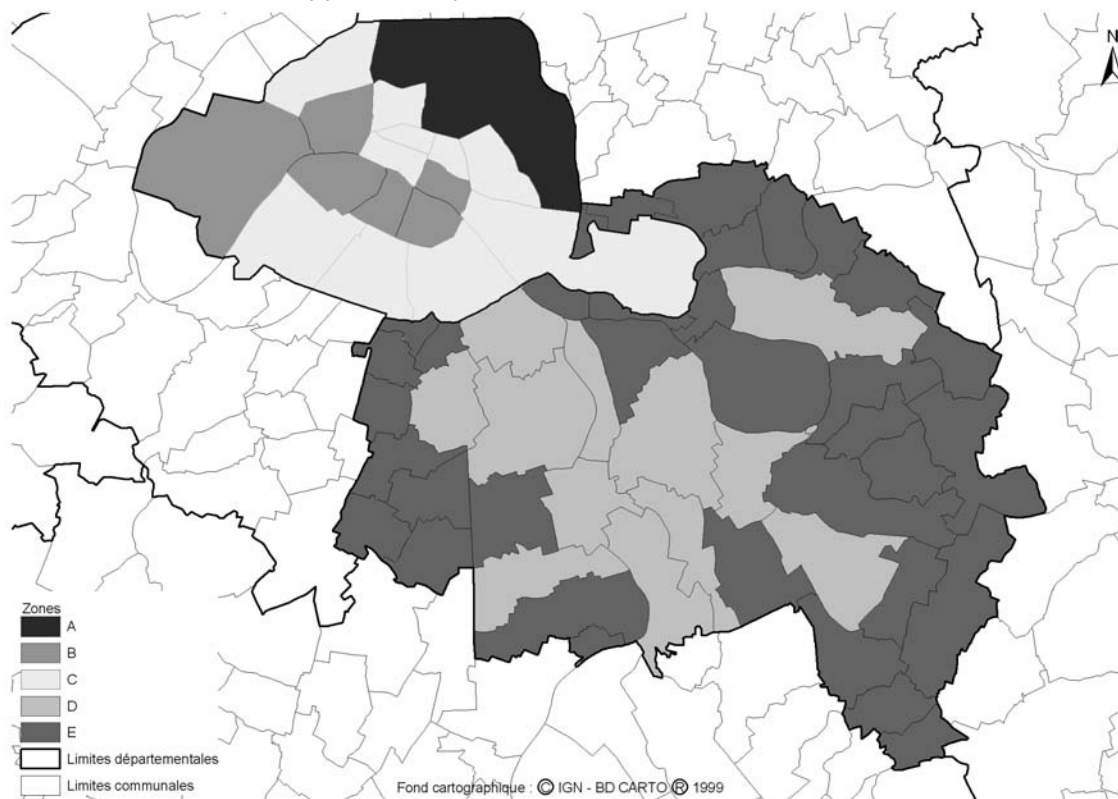 N
Zones
A
B
C
D
E
Limites départementales
Limites communales
Fond cartographique : © IGN - BD CARTO ® 1999